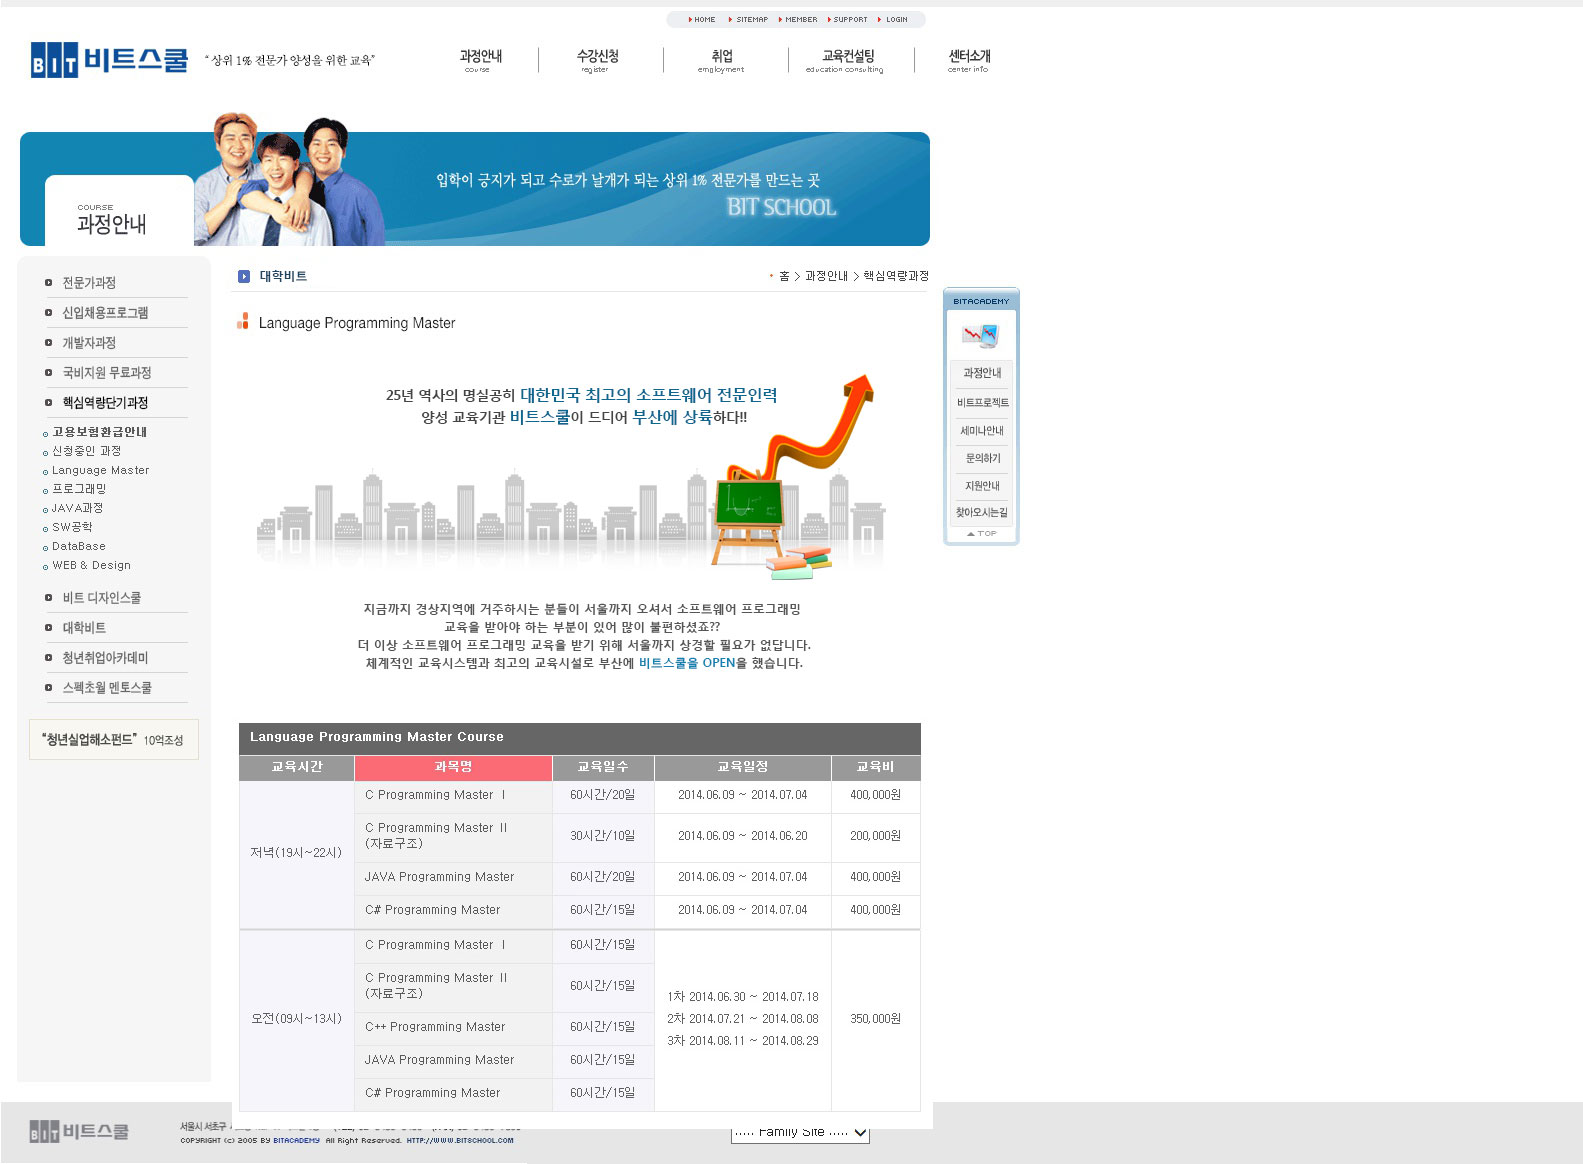 HOME SITEMAP MEMBER SUPPORT LOGIN
BIT 비트스쿨 “ 상위 1% 전문가 양성을 위한 교육”
과정안내 수강신청 취업 교육컨설팅 센터소개
course register employment education consulting center info
입학이 긍지가 되고 수료가 날개가 되는 상위 1% 전문가를 만드는 곳
BIT SCHOOL
COURSE
과정안내
전문가과정
신입채용프로그램
개발자과정
국비지원 무료과정
핵심역량단기과정
고용보험환급안내
신청중인 과정
Language Master
프로그래밍
JAVA과정
SW공학
DataBase
WEB & Design
비트 디자인스쿨
대학비트
청년취업아카데미
스펙초월 멘토스쿨
“청년실업해소펀드” 10억조성
대학비트
홈 > 과정안내 > 핵심역량과정
Language Programming Master
25년 역사의 명실공히 대한민국 최고의 소프트웨어 전문인력
양성 교육기관 비트스쿨이 드디어 부산에 상륙하다!!
지금까지 경상지역에 거주하시는 분들이 서울까지 오셔서 소프트웨어 프로그래밍
교육을 받아야 하는 부분이 있어 많이 불편하셨죠??
더 이상 소프트웨어 프로그래밍 교육을 받기 위해 서울까지 상경할 필요가 없답니다.
체계적인 교육시스템과 최고의 교육시설로 부산에 비트스쿨을 OPEN을 했습니다.
Language Programming Master Course
교육시간 과목명 교육일수 교육일정 교육비
저녁(19시~22시)
C Programming Master Ⅰ 60시간/20일 2014.06.09 ~ 2014.07.04 400,000원
C Programming Master Ⅱ
(자료구조) 30시간/10일 2014.06.09 ~ 2014.06.20 200,000원
JAVA Programming Master 60시간/20일 2014.06.09 ~ 2014.07.04 400,000원
C# Programming Master 60시간/15일 2014.06.09 ~ 2014.07.04 400,000원
오전(09시~13시)
C Programming Master Ⅰ 60시간/15일
C Programming Master Ⅱ
(자료구조) 60시간/15일
C++ Programming Master 60시간/15일
JAVA Programming Master 60시간/15일
C# Programming Master 60시간/15일
1차 2014.06.30 ~ 2014.07.18
2차 2014.07.21 ~ 2014.08.08
3차 2014.08.11 ~ 2014.08.29
350,000원
BITACADEMY
과정안내
비트프로젝트
세미나안내
문의하기
지원안내
찾아오시는길
TOP
BIT 비트스쿨
서울시 서초구
COPYRIGHT (c) 2005 BY BITACADEMY All Right Reserved. HTTP://WWW.BITSCHOOL.COM
..... Family Site .....